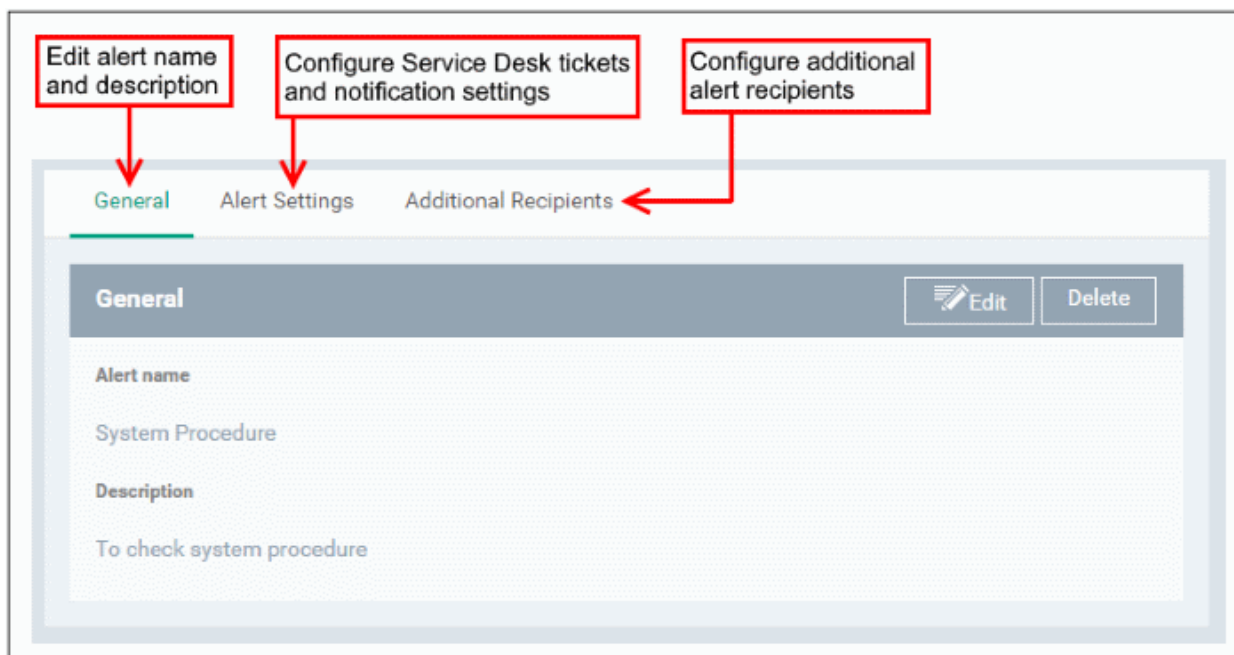 Edit alert name
and description
Configure Service Desk tickets
and notification settings
Configure additional
alert recipients
General
Alert Settings
Additional Recipients
General
Edit
Delete
Alert name
System Procedure
Description
To check system procedure